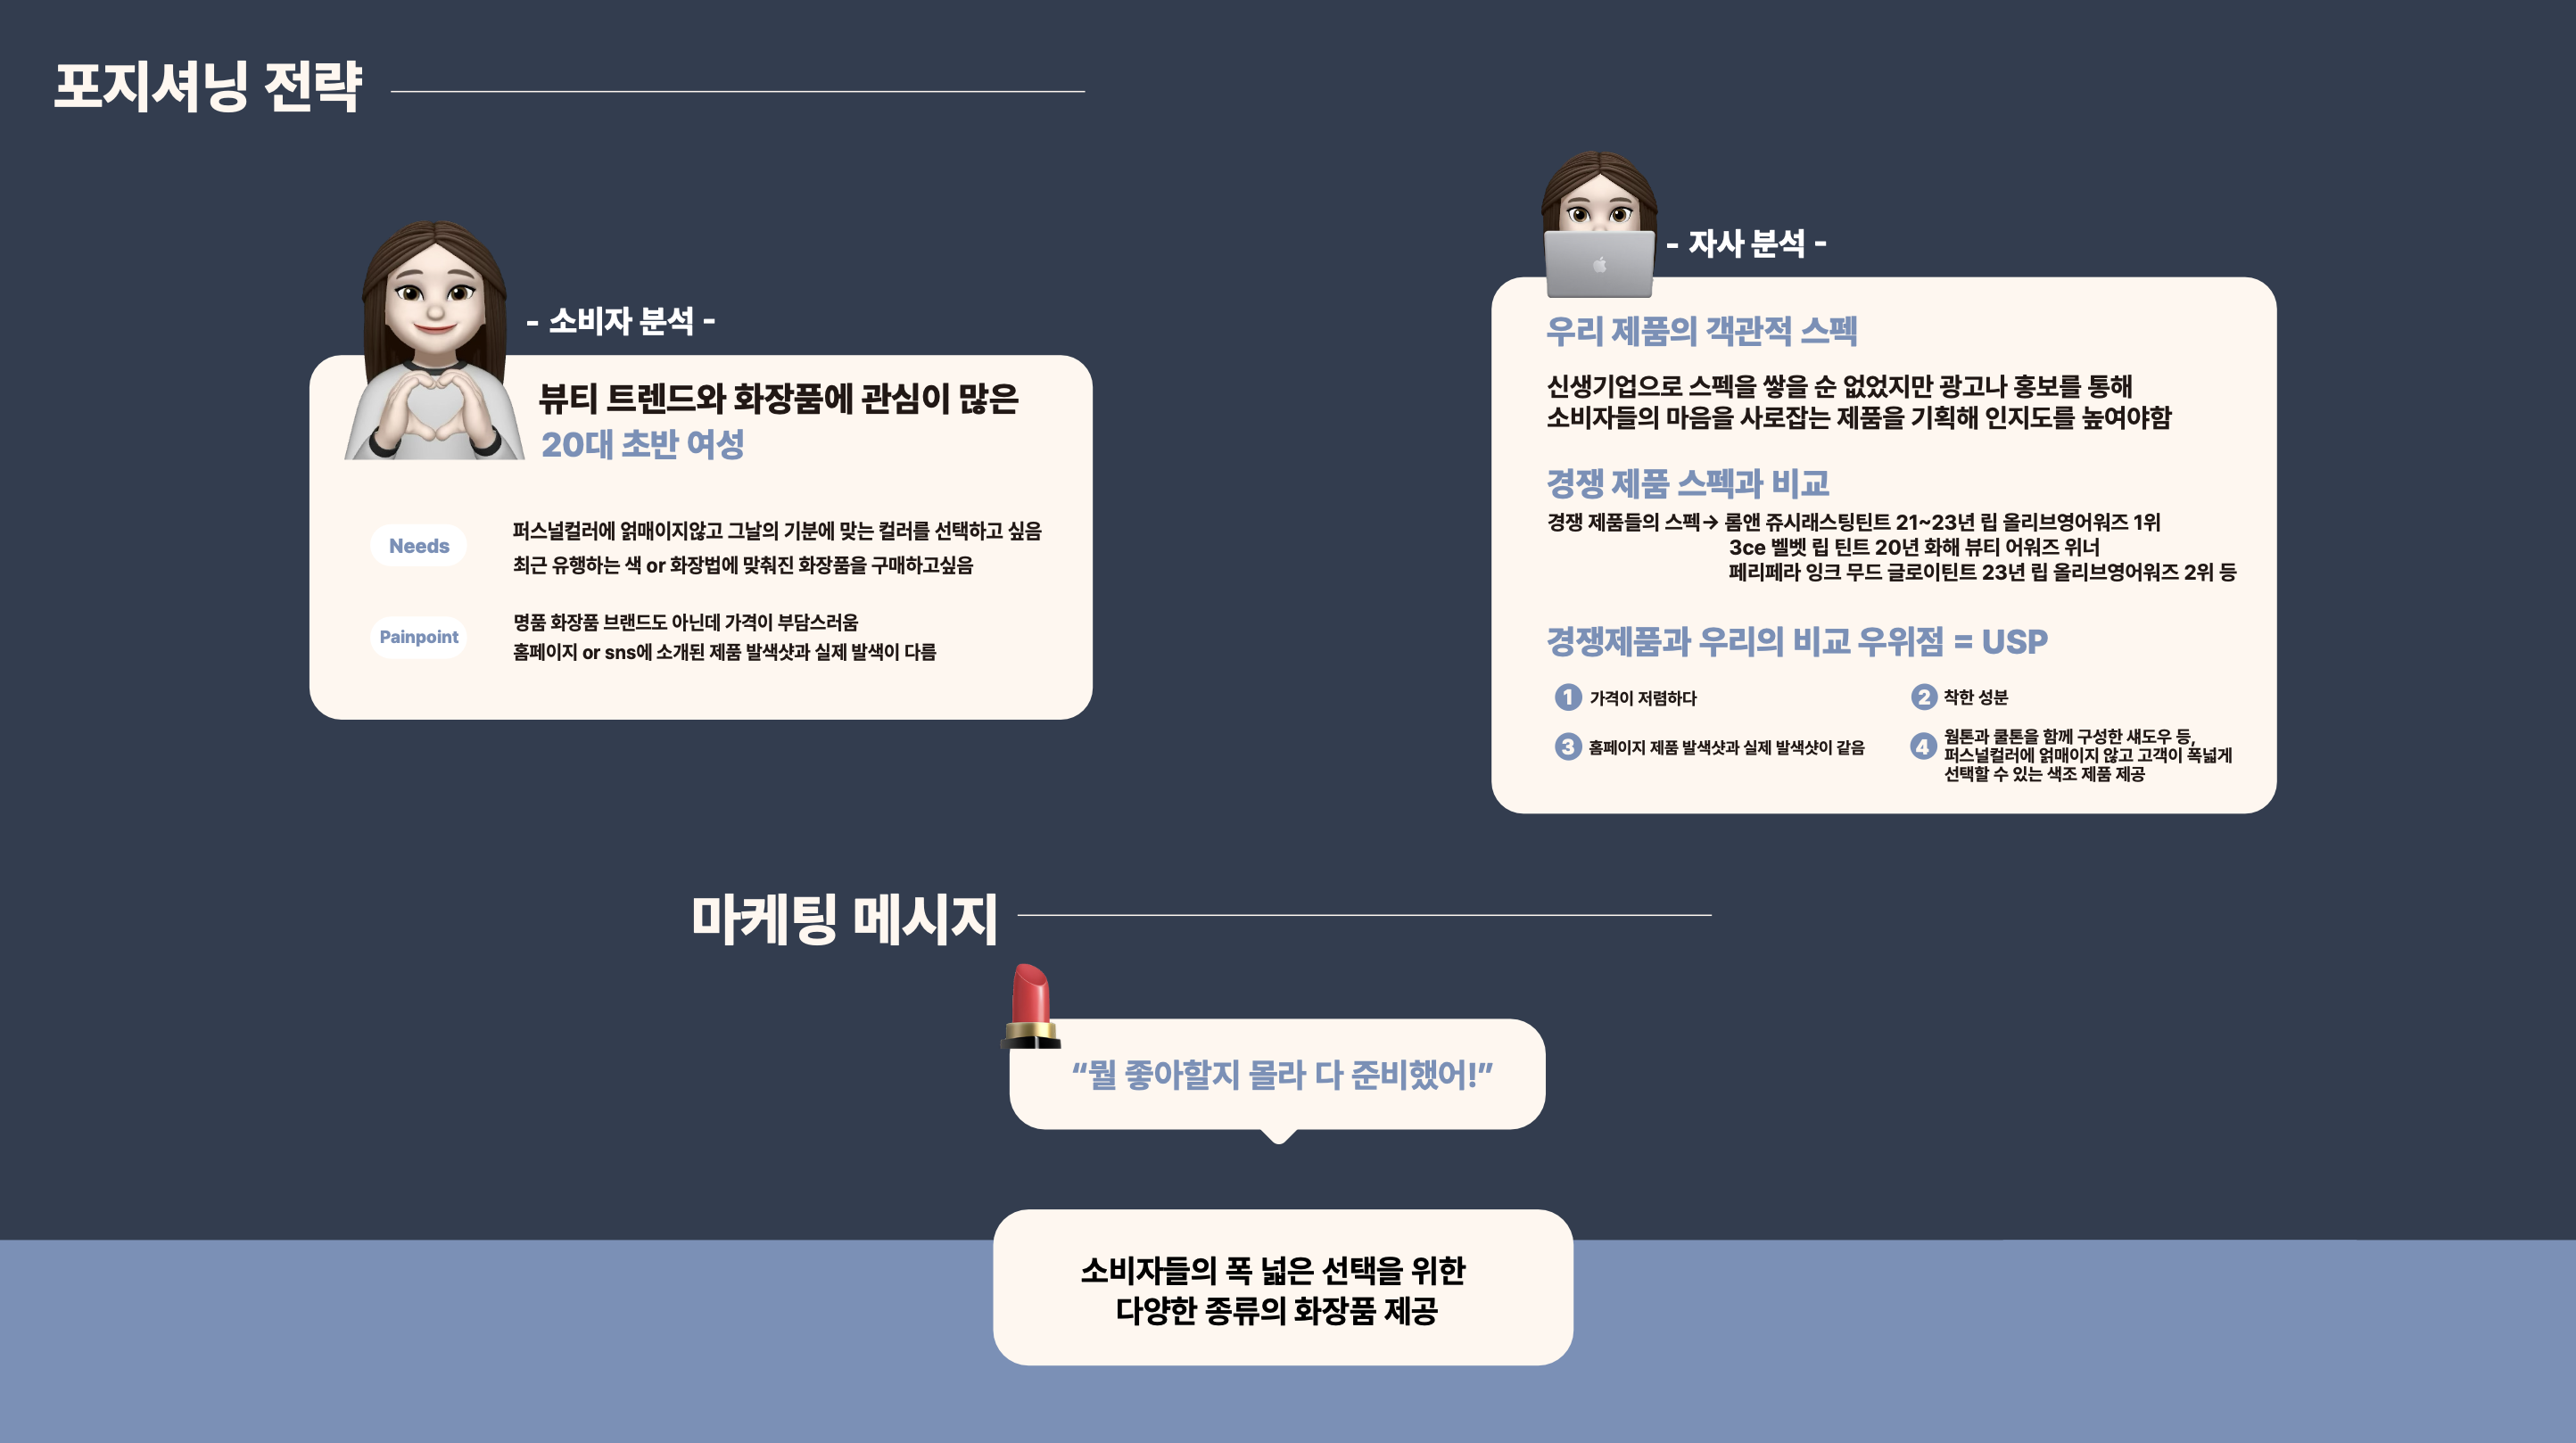 포지셔닝 전략
- 소비자 분석 -
뷰티 트렌드와 화장품에 관심이 많은
20대 초반 여성
Needs
퍼스널컬러에 얽매이지않고 그날의 기분에 맞는 컬러를 선택하고 싶음
최근 유행하는 색 or 화장법에 맞춰진 화장품을 구매하고싶음
Painpoint
명품 화장품 브랜드도 아닌데 가격이 부담스러움
홈페이지 or sns에 소개된 제품 발색샷과 실제 발색이 다름
- 자사 분석 -
우리 제품의 객관적 스펙
신생기업으로 스펙을 쌓을 순 없었지만 광고나 홍보를 통해
소비자들의 마음을 사로잡는 제품을 기획해 인지도를 높여야함
경쟁 제품 스펙과 비교
경쟁 제품들의 스펙→ 롬앤 쥬시래스팅틴트 21~23년 립 올리브영어워즈 1위
3ce 벨벳 립 틴트 20년 화해 뷰티 어워즈 위너
페리페라 잉크 무드 글로이틴트 23년 립 올리브영어워즈 2위 등
경쟁제품과 우리의 비교 우위점 = USP
1 가격이 저렴하다
2 착한 성분
3 홈페이지 제품 발색샷과 실제 발색샷이 같음
4 웜톤과 쿨톤을 함께 구성한 섀도우 등,
퍼스널컬러에 얽매이지 않고 고객이 폭넓게
선택할 수 있는 색조 제품 제공
마케팅 메시지
“뭘 좋아할지 몰라 다 준비했어!”
소비자들의 폭 넓은 선택을 위한
다양한 종류의 화장품 제공